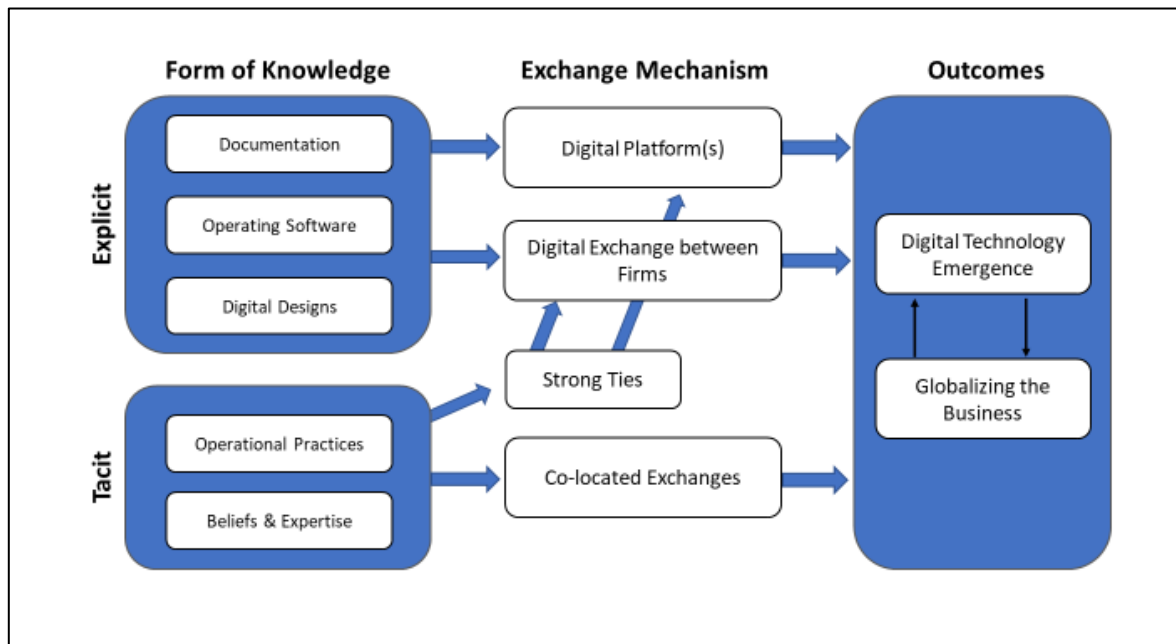 Form of Knowledge
Exchange Mechanism
Outcomes
Explicit
Documentation
Operating Software
Digital Designs
Tacit
Operational Practices
Beliefs & Expertise
Digital Platform(s)
Digital Exchange between
Firms
Strong Ties
Co-located Exchanges
Digital Technology
Emergence
Globalizing the
Business